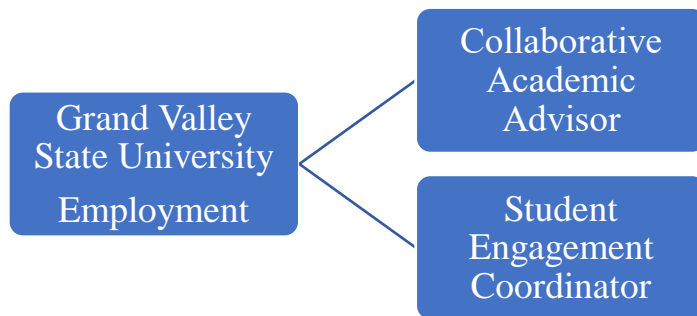 Grand Valley
State University
Employment
Collaborative
Academic
Advisor
Student
Engagement
Coordinator